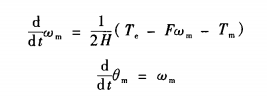 d/dt ω_m = 1/2H ( T_e − Fω_m − T_m )
d/dt θ_m = ω_m